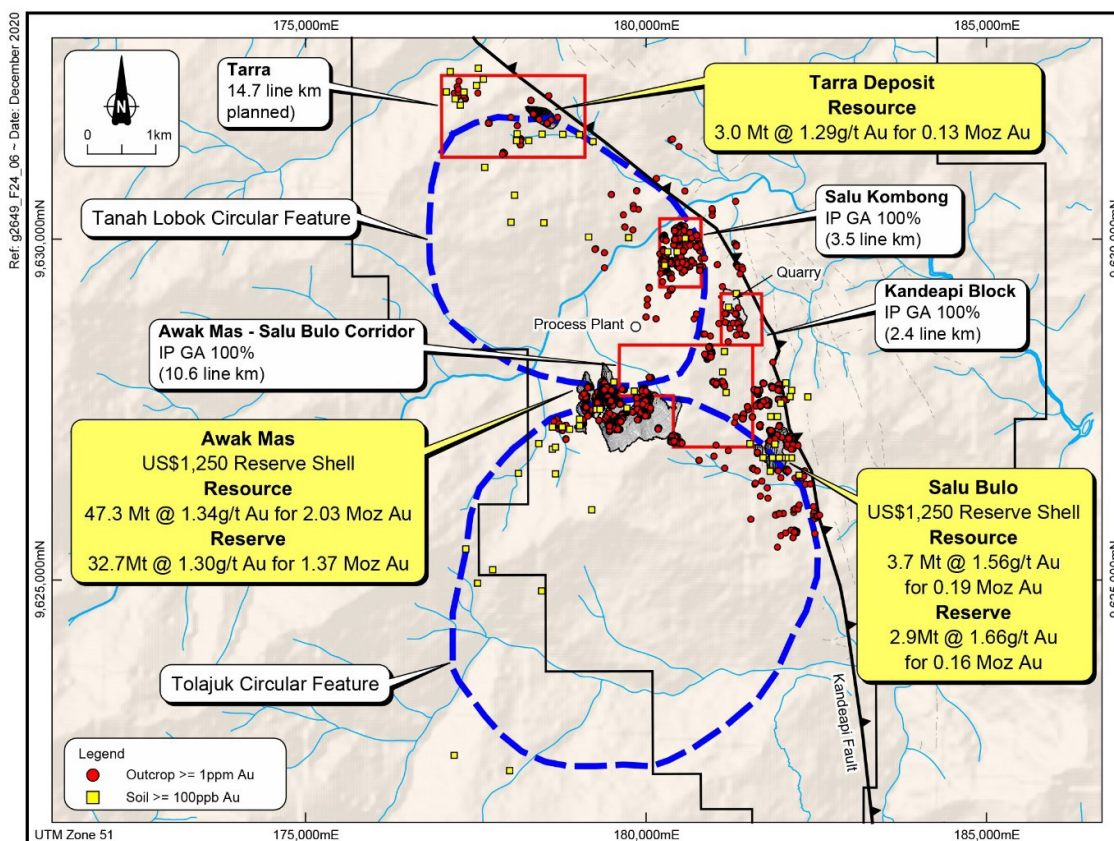 Ref: g2649_F24_06 ~ Date: December 2020
175,000mE
180,000mE
185,000mE
N
0 1km
Tarra
14.7 line km
planned)
Tarra Deposit
Resource
3.0 Mt @ 1.29g/t Au for 0.13 Moz Au
Tanah Lobok Circular Feature
Salu Kombong
IP GA 100%
(3.5 line km)
9,630,000mN
9,630,000mN
Quarry
Kandeapi Block
IP GA 100%
(2.4 line km)
Process Plant
Awak Mas - Salu Bulo Corridor
IP GA 100%
(10.6 line km)
Awak Mas
US$1,250 Reserve Shell
Resource
47.3 Mt @ 1.34g/t Au for 2.03 Moz Au
Reserve
32.7Mt @ 1.30g/t Au for 1.37 Moz Au
Salu Bulo
US$1,250 Reserve Shell
Resource
3.7 Mt @ 1.56g/t Au
for 0.19 Moz Au
Reserve
2.9Mt @ 1.66g/t Au
for 0.16 Moz Au
9,625,000mN
9,625,000mN
Tolajuk Circular Feature
Kandeapi Fault
Legend
Outcrop >= 1ppm Au
Soil >= 100ppb Au
UTM Zone 51
175,000mE
180,000mE
185,000mE